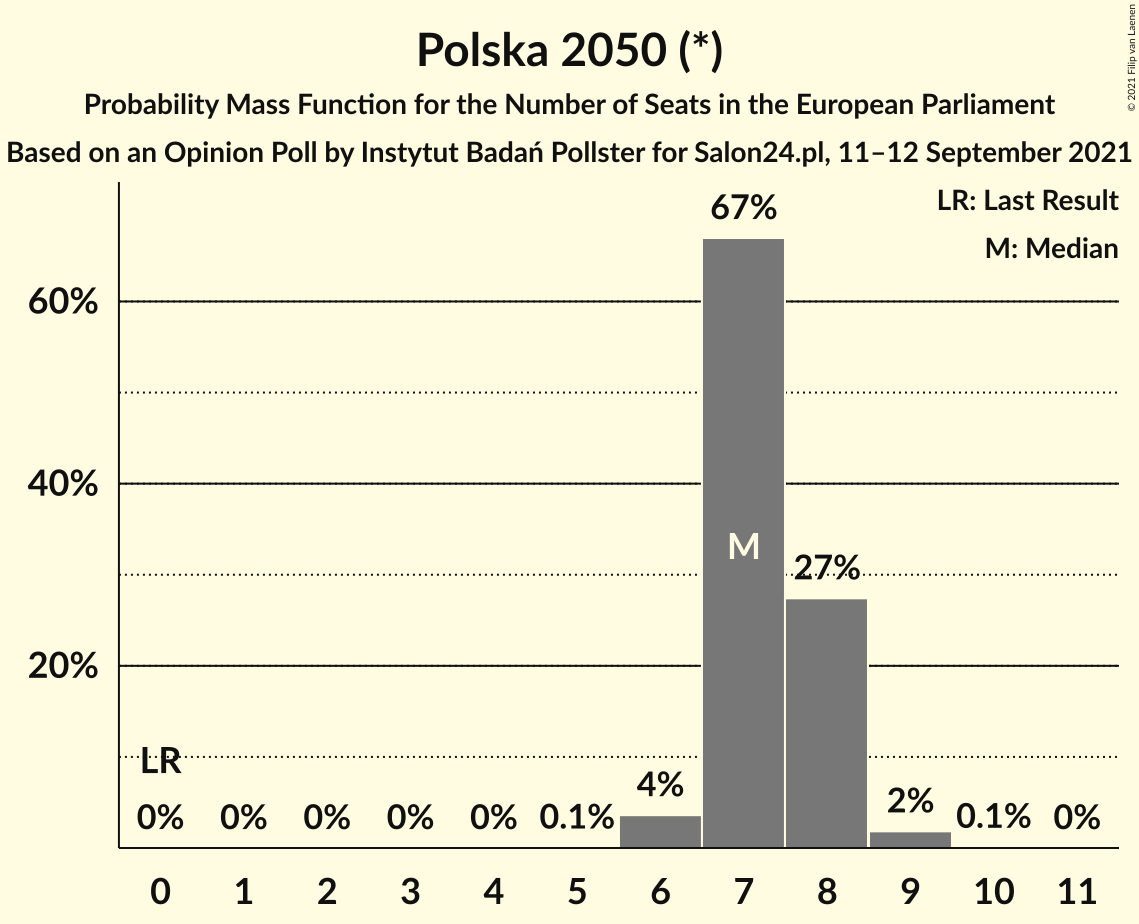 Polska 2050 (*)
Probability Mass Function for the Number of Seats in the European Parliament
Based on an Opinion Poll by Instytut Badań Pollster for Salon24.pl, 11–12 September 2021
© 2021 Filip van Laenen
LR: Last Result
M: Median
67%
60%
40%
M
27%
20%
LR
4%
2%
0% 0% 0% 0% 0% 0.1% 0.1% 0%
0 1 2 3 4 5 6 7 8 9 10 11